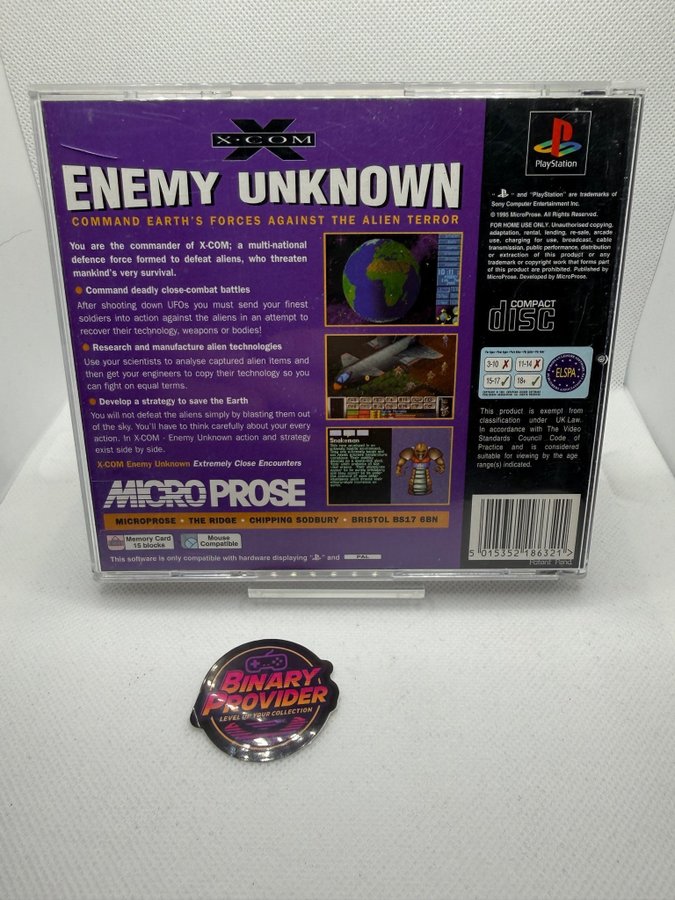 X-COM
ENEMY UNKNOWN
COMMAND EARTH'S FORCES AGAINST THE ALIEN TERROR
You are the commander of X-COM; a multi-national
defence force formed to defeat aliens, who threaten
mankind's very survival.
Command deadly close-combat battles
After shooting down UFOs you must send your finest
soldiers into action against the aliens in an attempt to
recover their technology, weapons or bodies!
Research and manufacture alien technologies
Use your scientists to analyse captured alien items and
then get your engineers to copy their technology so you
can fight on equal terms.
Develop a strategy to save the Earth
You will not defeat the aliens simply by blasting them out
of the sky. You'll have to think carefully about your every
action. In X-COM - Enemy Unknown action and strategy
exist side by side.
X-COM Enemy Unknown Extremely Close Encounters
Snakeman
MICRO PROSE
MICROPROSE • THE RIDGE • CHIPPING SODBURY • BRISTOL BS17 6BN
Memory Card
15 blocks
Mouse
Compatible
This software is only compatible with hardware displaying "PS" and PAL
PlayStation
"PS" and "PlayStation" are trademarks of
Sony Computer Entertainment Inc.
© 1995 MicroProse. All Rights Reserved.
FOR HOME USE ONLY. Unauthorised copying,
adaptation, rental, lending, re-sale, arcade
use, charging for use, broadcast, cable
transmission, public performance, distribution
or extraction of this product or any
trademark or copyright work that forms part
of this product are prohibited. Published by
MicroProse. Developed by MicroProse.
COMPACT
disc
3-10 11-14
15-17 18+
ELSPA
This product is exempt from
classification under UK Law.
In accordance with The Video
Standards Council Code of
Practice and is considered
suitable for viewing by the age
range(s) indicated.
5 015352 186321 >
BINARY
PROVIDER
LEVEL UP YOUR COLLECTION